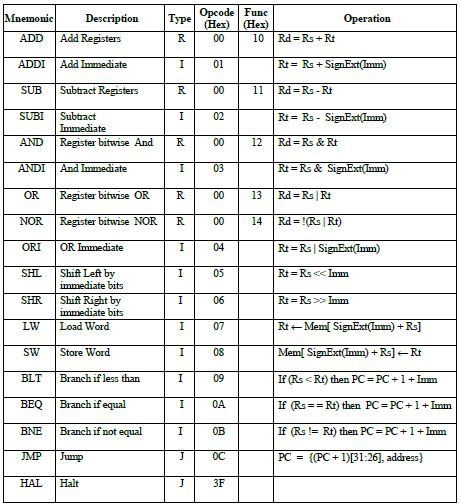 Mnemonic Description Type Opcode (Hex) Func (Hex) Operation
ADD Add Registers R 00 10 Rd = Rs + Rt
ADDI Add Immediate I 01 Rt = Rs + SignExt(Imm)
SUB Subtract Registers R 00 11 Rd = Rs - Rt
SUBI Subtract Immediate I 02 Rt = Rs - SignExt(Imm)
AND Register bitwise And R 00 12 Rd = Rs & Rt
ANDI And Immediate I 03 Rt = Rs & SignExt(Imm)
OR Register bitwise OR R 00 13 Rd = Rs | Rt
NOR Register bitwise NOR R 00 14 Rd = !(Rs | Rt)
ORI OR Immediate I 04 Rt = Rs | SignExt(Imm)
SHL Shift Left by immediate bits I 05 Rt = Rs << Imm
SHR Shift Right by immediate bits I 06 Rt = Rs >> Imm
LW Load Word I 07 Rt ← Mem[ SignExt(Imm) + Rs]
SW Store Word I 08 Mem[ SignExt(Imm) + Rs] ← Rt
BLT Branch if less than I 09 If (Rs < Rt) then PC = PC + 1 + Imm
BEQ Branch if equal I 0A If (Rs == Rt) then PC = PC + 1 + Imm
BNE Branch if not equal I 0B If (Rs != Rt) then PC = PC + 1 + Imm
JMP Jump J 0C PC = {(PC + 1)[31:26], address}
HAL Halt J 3F